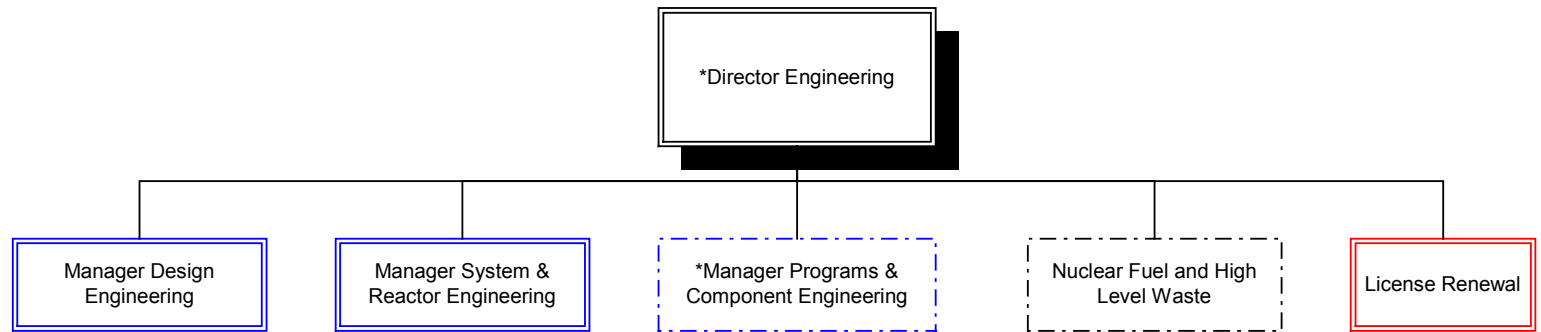 *Director Engineering
Manager Design
Engineering
Manager System &
Reactor Engineering
*Manager Programs &
Component Engineering
Nuclear Fuel and High
Level Waste
License Renewal